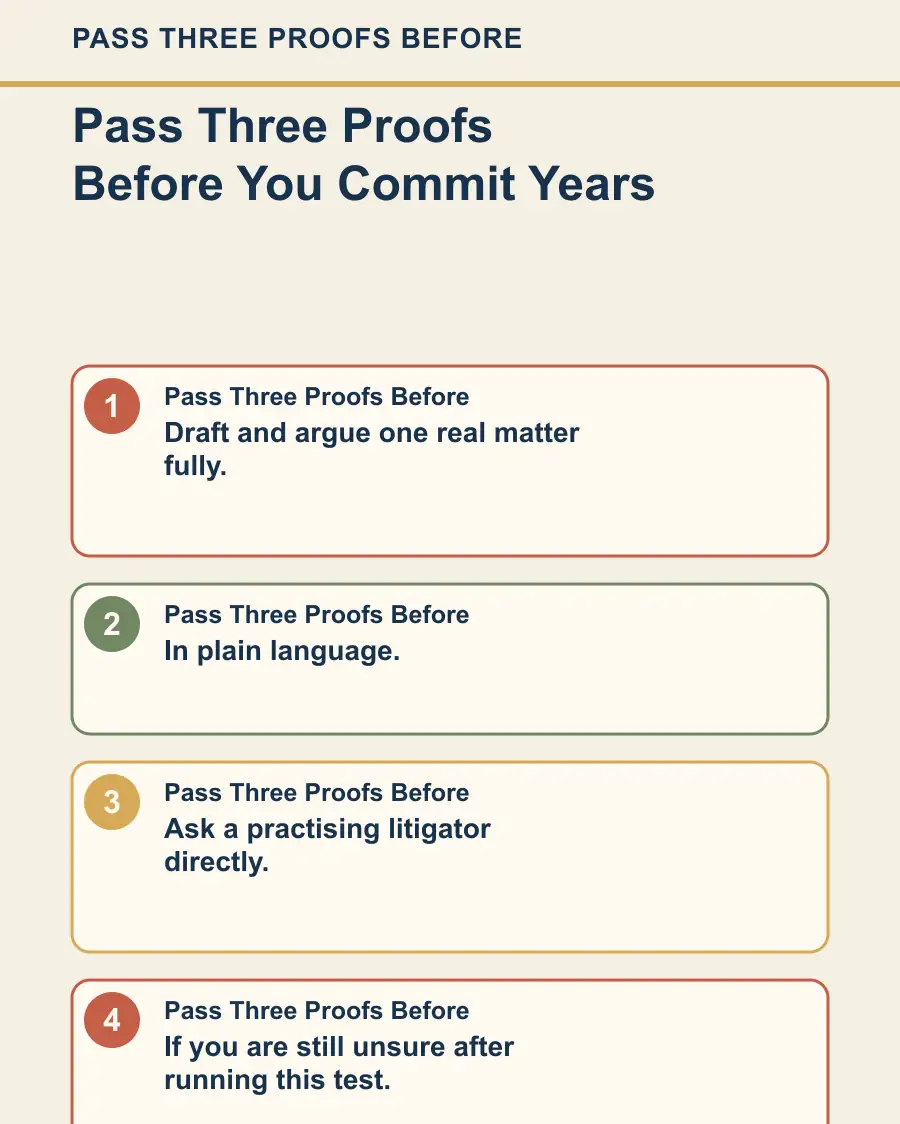 PASS THREE PROOFS BEFORE
Pass Three Proofs
Before You Commit Years
1
Pass Three Proofs Before
Draft and argue one real matter
fully.
2
Pass Three Proofs Before
In plain language.
3
Pass Three Proofs Before
Ask a practising litigator
directly.
4
Pass Three Proofs Before
If you are still unsure after
running this test.